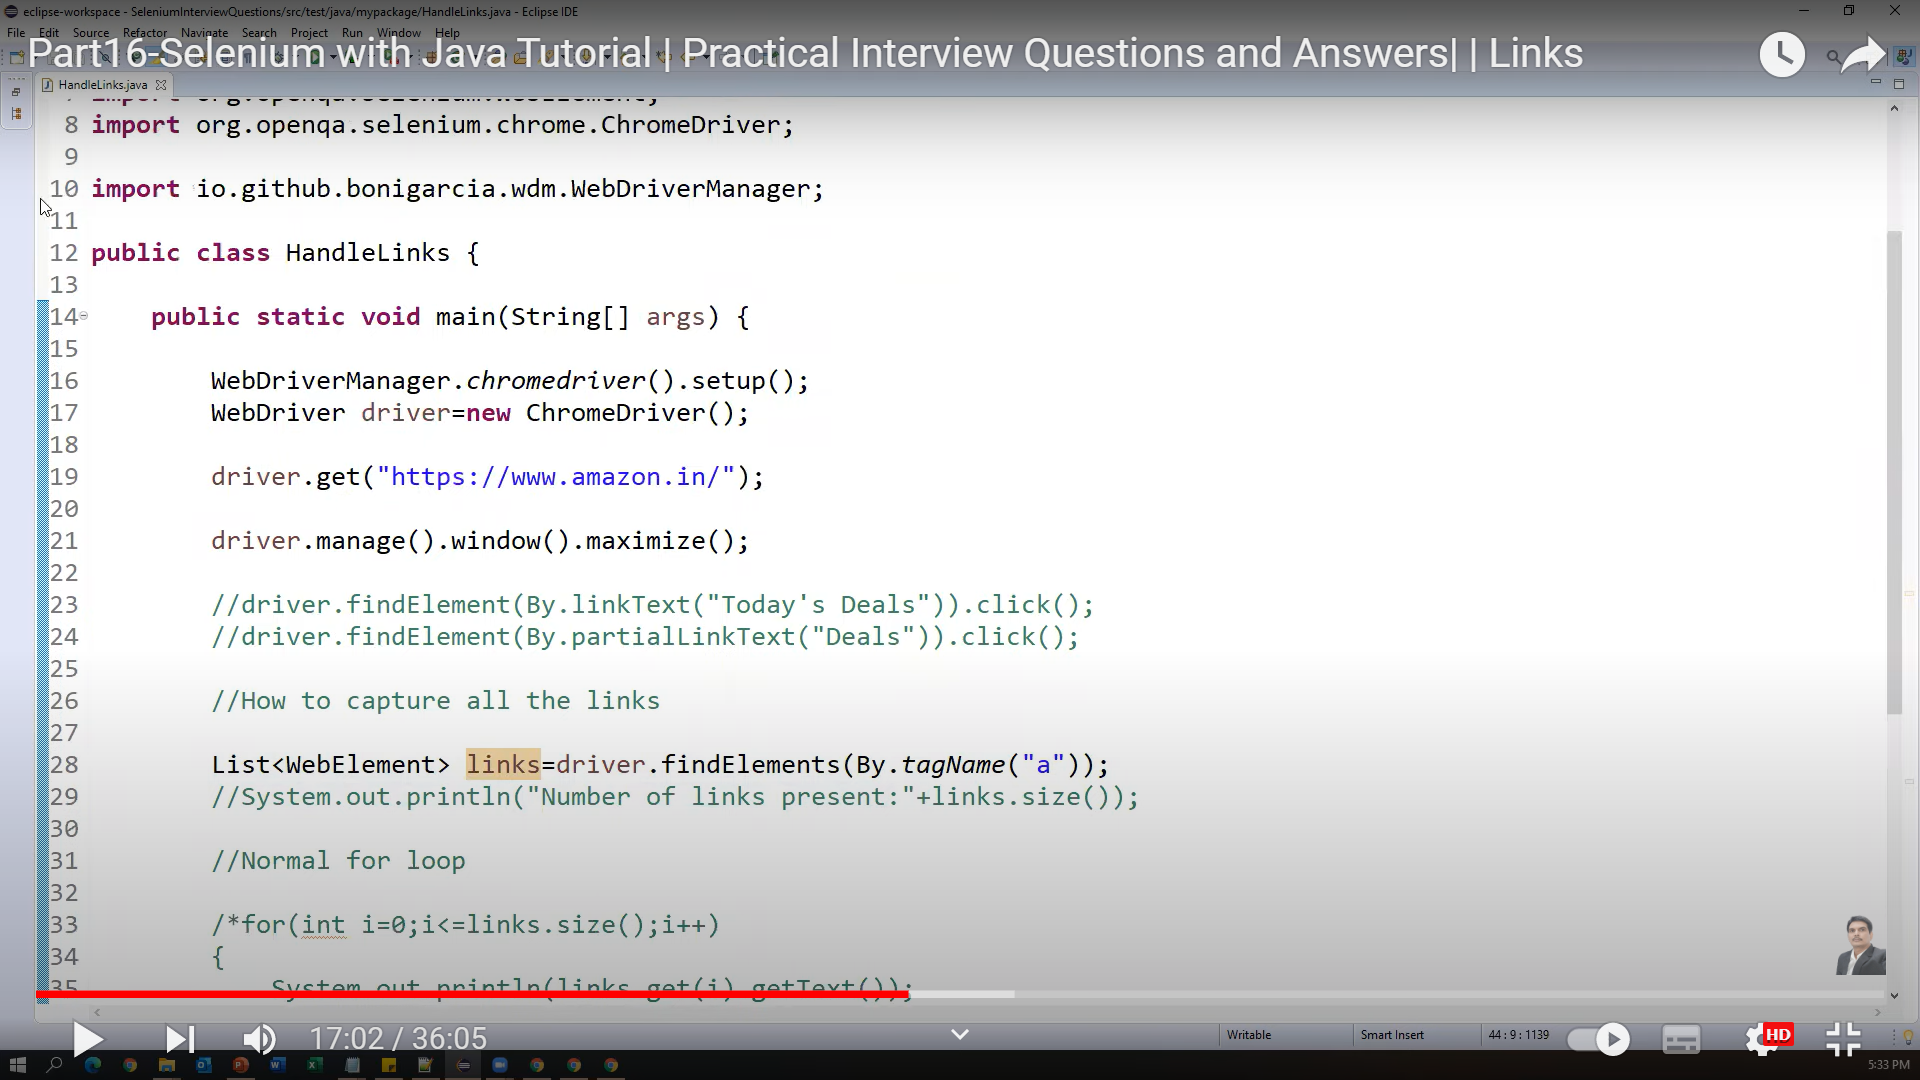 eclipse-workspace - SeleniumInterviewQuestions/src/test/java/mypackage/HandleLinks.java - Eclipse IDE
File Edit Source Refactor Navigate Search Project Run Window Help
Part16-Selenium with Java Tutorial | Practical Interview Questions and Answers| | Links
HandleLinks.java
import org.openqa.selenium.WebElement;
8 import org.openqa.selenium.chrome.ChromeDriver;
9
10 import io.github.bonigarcia.wdm.WebDriverManager;
11
12 public class HandleLinks {
13
14 public static void main(String[] args) {
15
16 WebDriverManager.chromedriver().setup();
17 WebDriver driver=new ChromeDriver();
18
19 driver.get("https://www.amazon.in/");
20
21 driver.manage().window().maximize();
22
23 //driver.findElement(By.linkText("Today's Deals")).click();
24 //driver.findElement(By.partialLinkText("Deals")).click();
25
26 //How to capture all the links
27
28 List<WebElement> links=driver.findElements(By.tagName("a"));
29 //System.out.println("Number of links present:"+links.size());
30
31 //Normal for loop
32
33 /*for(int i=0;i<=links.size();i++)
34 {
35 System.out.println(links.get(i).getText());
17:02 / 36:05
Writable Smart Insert 44:9:1139
HD
5:33 PM